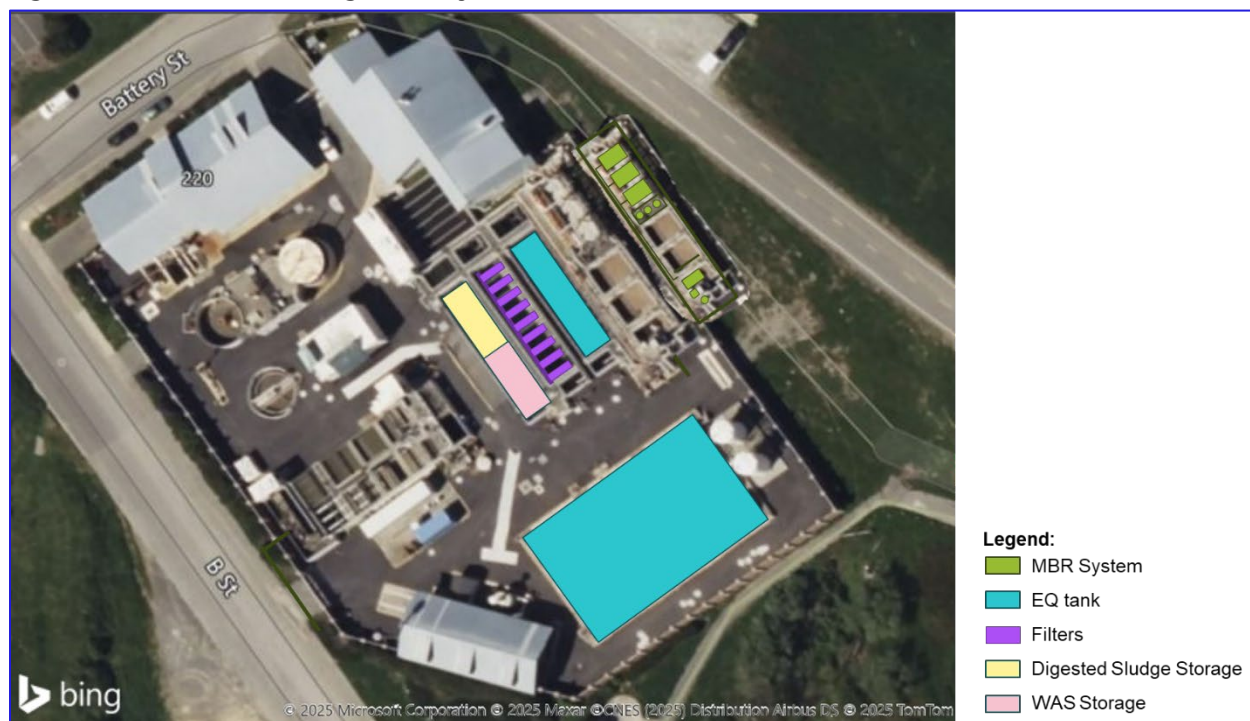 Battery St
220
B St
Legend:
MBR System
EQ tank
Filters
Digested Sludge Storage
WAS Storage
bing
© 2025 Microsoft Corporation © 2025 Maxar ©CNES (2025) Distribution Airbus DS © 2025 TomTom